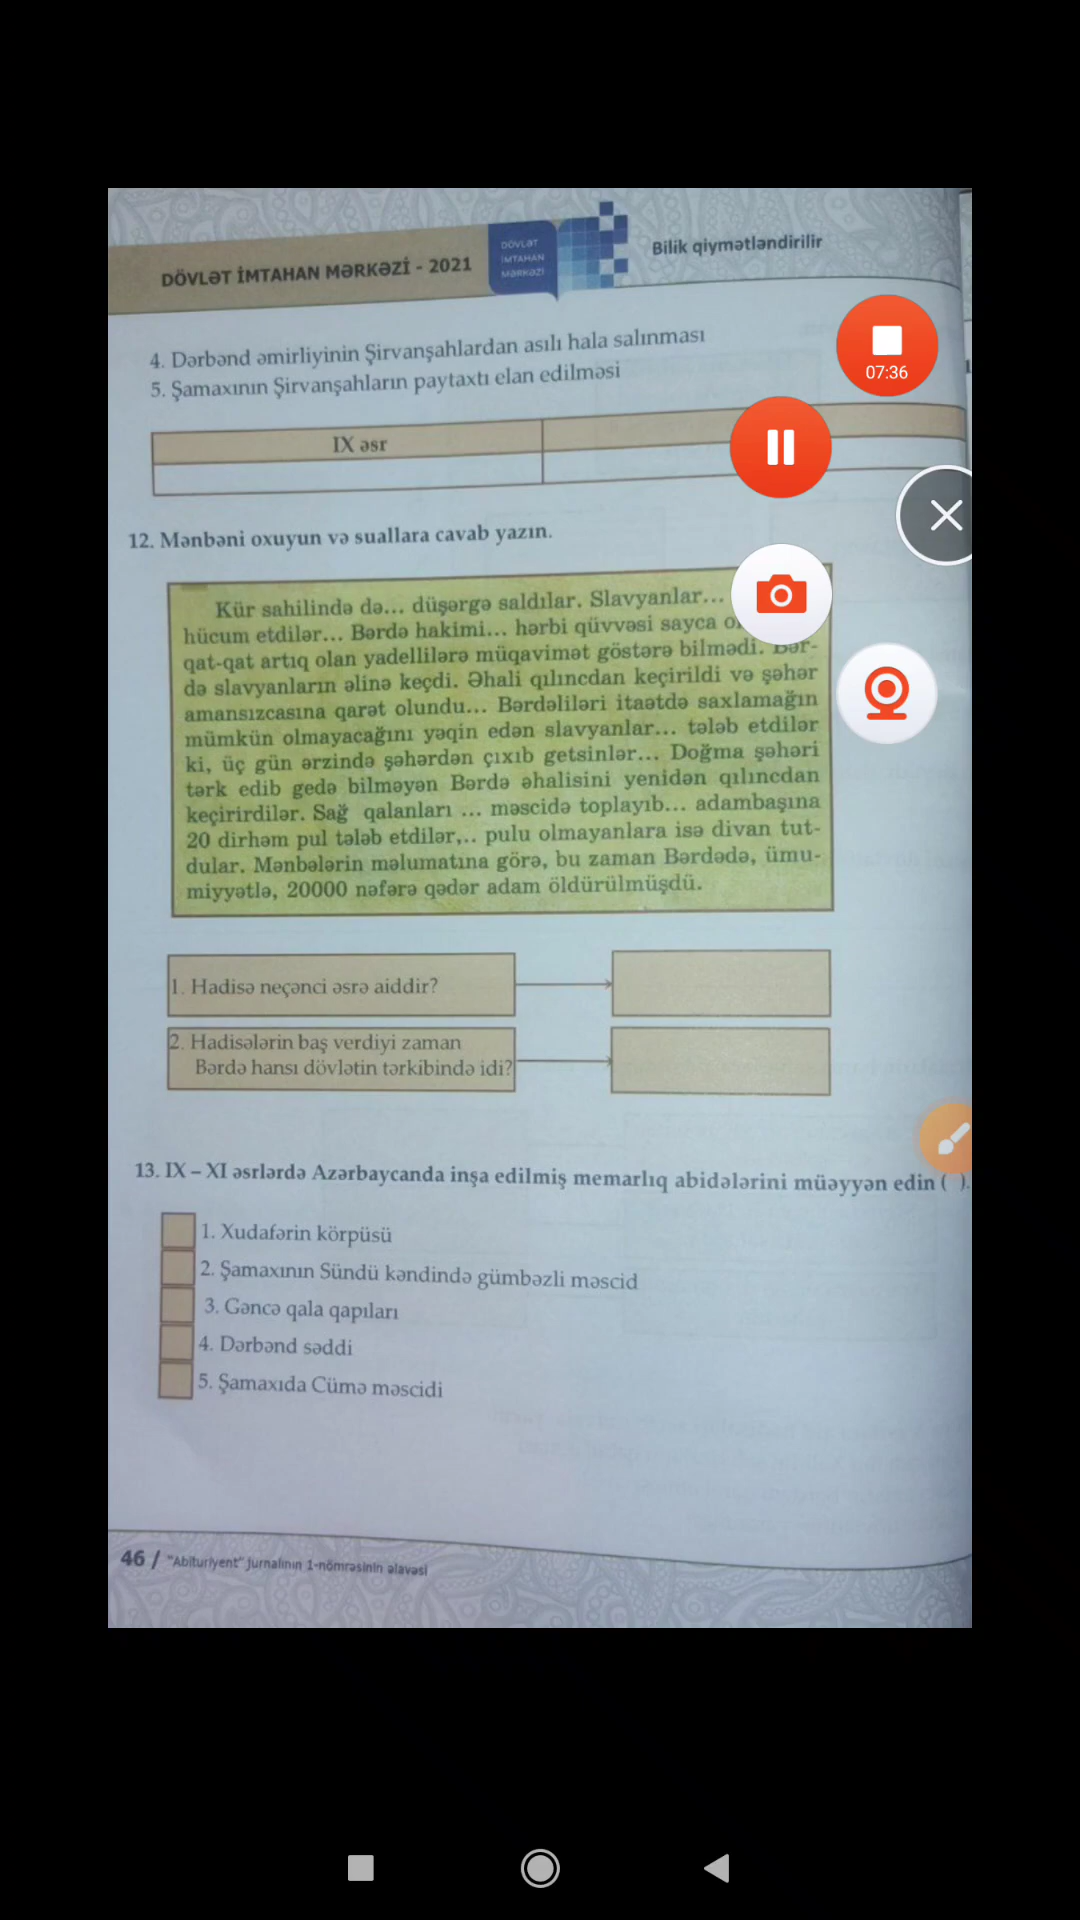 DÖVLƏT İMTAHAN MƏRKƏZİ - 2021
DÖVLƏT
İMTAHAN
MƏRKƏZİ
Bilik qiymətləndirilir
4. Dərbənd əmirliyinin Şirvanşahlardan asılı hala salınması
5. Şamaxının Şirvanşahların paytaxtı elan edilməsi
07:36
IX əsr
12. Mənbəni oxuyun və suallara cavab yazın.
Kür sahilində də... düşərgə saldılar. Slavyanlar...
hücum etdilər... Bərdə hakimi... hərbi qüvvəsi sayca
qat-qat artıq olan yadellilərə müqavimət göstərə bilmədi. Bər-
də slavyanların əlinə keçdi. Əhali qılıncdan keçirildi və şəhər
amansızcasına qarət olundu... Bərdəliləri itaətdə saxlamağın
mümkün olmayacağını yəqin edən slavyanlar... tələb etdilər
ki, üç gün ərzində şəhərdən çıxıb getsinlər... Doğma şəhəri
tərk edib gedə bilməyən Bərdə əhalisini yenidən qılıncdan
keçirirdilər. Sağ qalanları ... məscidə toplayıb... adambaşına
20 dirhəm pul tələb etdilər,.. pulu olmayanlara isə divan tut-
dular. Mənbələrin məlumatına görə, bu zaman Bərdədə, ümu-
miyyətlə, 20000 nəfərə qədər adam öldürülmüşdü.
1. Hadisə neçənci əsrə aiddir?
2. Hadisələrin baş verdiyi zaman
Bərdə hansı dövlətin tərkibində idi?
13. IX – XI əsrlərdə Azərbaycanda inşa edilmiş memarlıq abidələrini müəyyən edin ( ).
1. Xudafərin körpüsü
2. Şamaxının Sündü kəndində gümbəzli məscid
3. Gəncə qala qapıları
4. Dərbənd səddi
5. Şamaxıda Cümə məscidi
46 / "Abituriyent" jurnalının 1-nömrəsinin əlavəsi